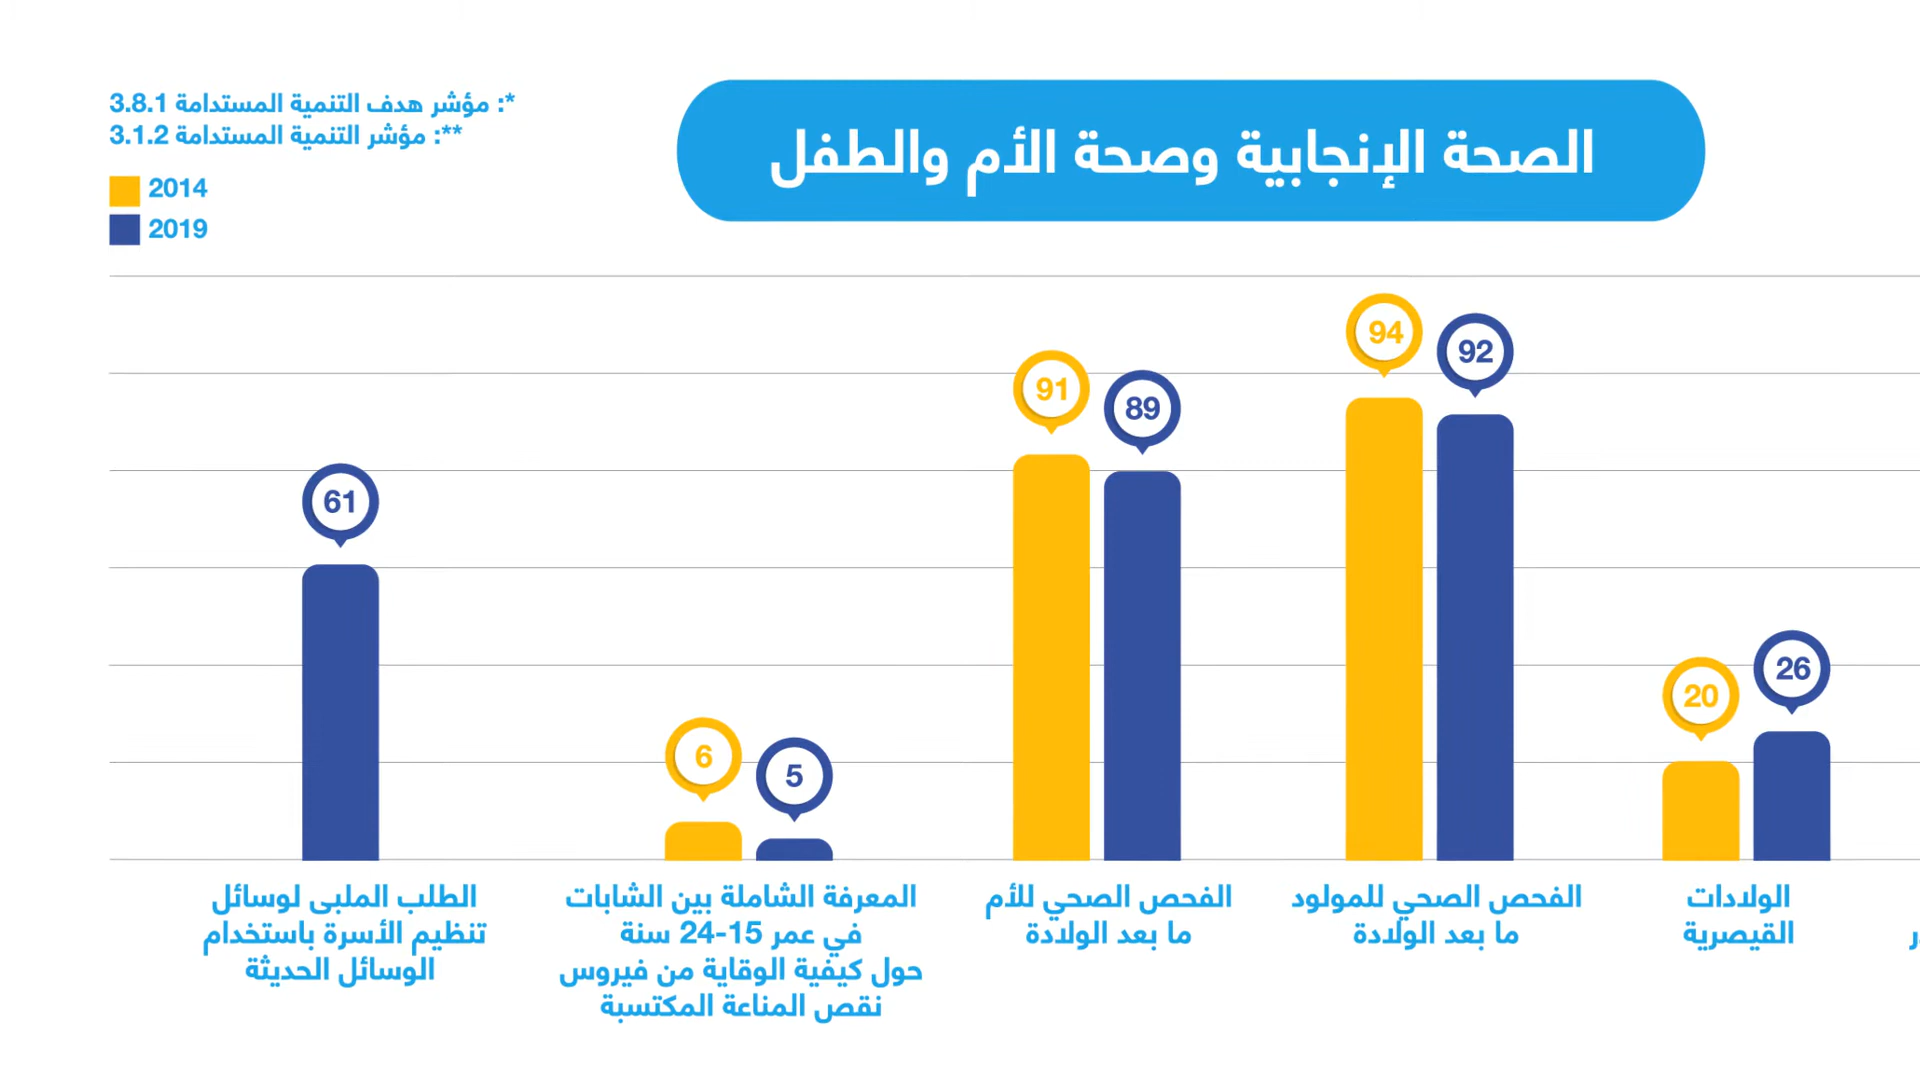 الصحة الإنجابية وصحة الأم والطفل
*: مؤشر هدف التنمية المستدامة 3.8.1
**: مؤشر التنمية المستدامة 3.1.2
2014
2019
94
92
91
89
61
26
20
6
5
الولادات
القيصرية
الفحص الصحي للمولود
ما بعد الولادة
الفحص الصحي للأم
ما بعد الولادة
المعرفة الشاملة بين الشابات
في عمر 15-24 سنة
حول كيفية الوقاية من فيروس
نقص المناعة المكتسبة
الطلب الملبى لوسائل
تنظيم الأسرة باستخدام
الوسائل الحديثة